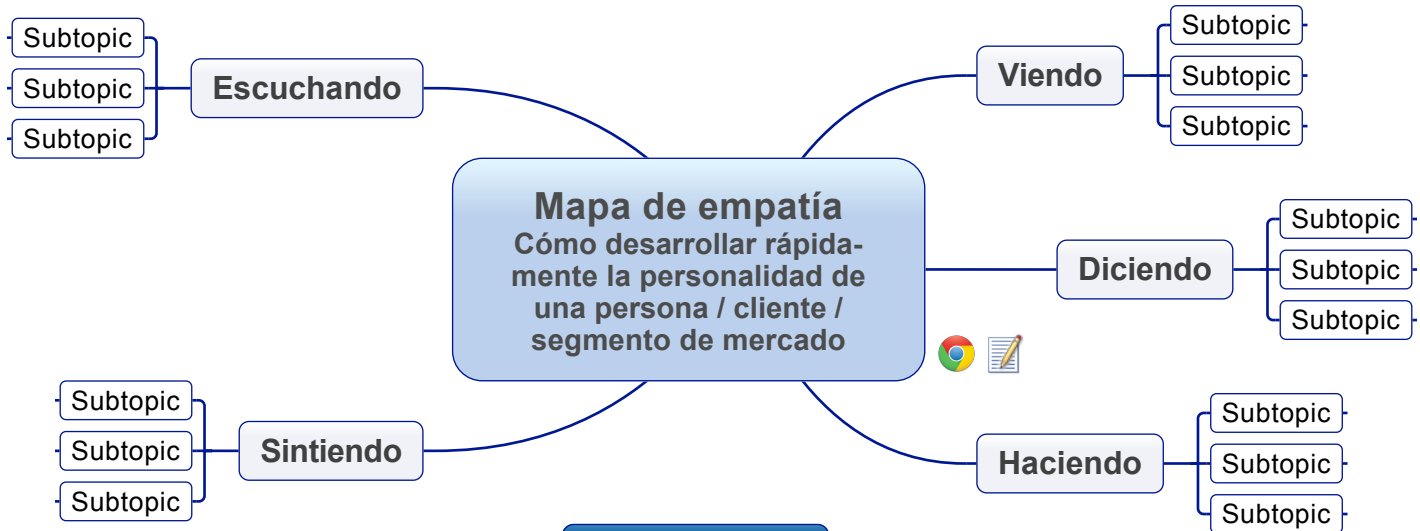 Mapa de empatía
Cómo desarrollar rápida-
mente la personalidad de
una persona / cliente /
segmento de mercado
Escuchando
Subtopic
Subtopic
Subtopic
Viendo
Subtopic
Subtopic
Subtopic
Diciendo
Subtopic
Subtopic
Subtopic
Sintiendo
Subtopic
Subtopic
Subtopic
Haciendo
Subtopic
Subtopic
Subtopic